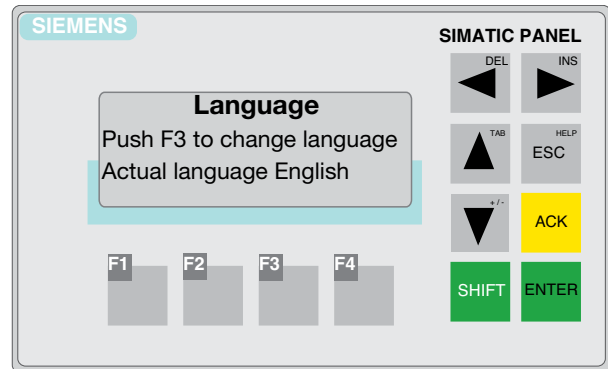 SIEMENS
SIMATIC PANEL
DEL
INS
Language
Push F3 to change language
Actual language English
TAB
HELP
ESC
+ / -
ACK
F1
F2
F3
F4
SHIFT
ENTER